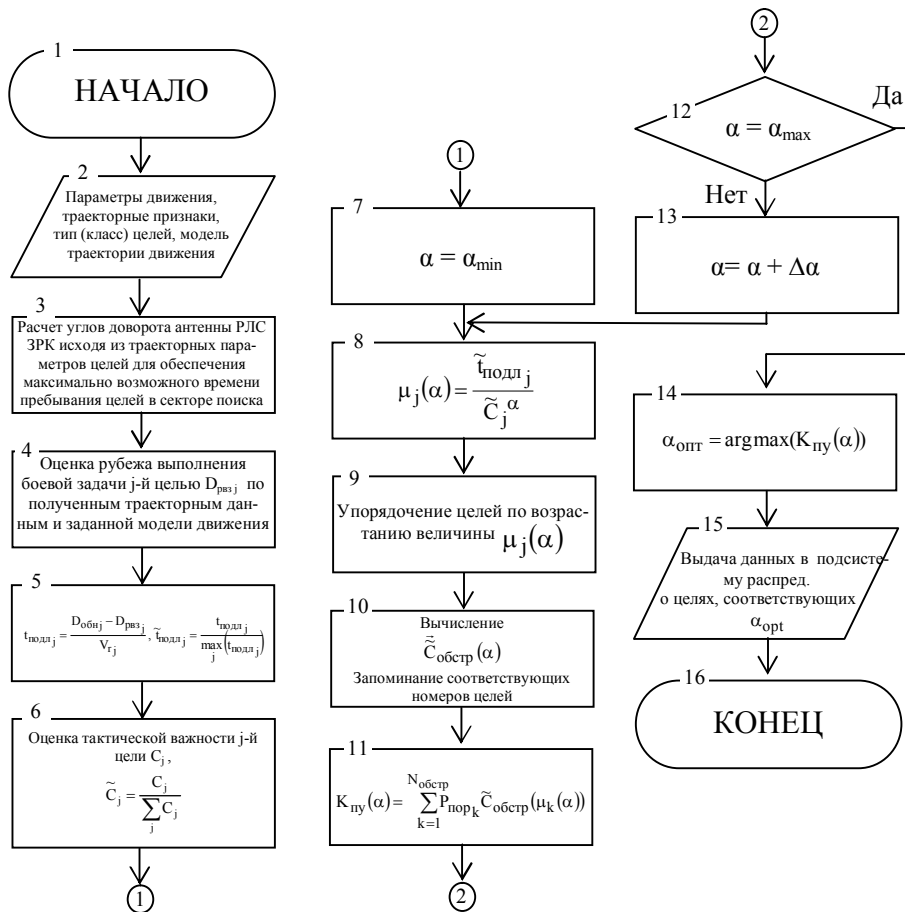 1
НАЧАЛО
2
Параметры движения,
траекторные признаки,
тип (класс) целей, модель
траектории движения
3
Расчет углов доворота антенны РЛС
ЗРК исходя из траекторных пара-
метров целей для обеспечения
максимально возможного времени
пребывания целей в секторе поиска
4
Оценка рубежа выполнения
боевой задачи j-й целью D_рвз j по
полученным траекторным дан-
ным и заданной модели движения
5
t_подл j = (D_обн j − D_рвз j) / V_r j , t̃_подл j = t_подл j / max_j(t_подл j)
6
Оценка тактической важности j-й
цели C_j ,
C̃_j = C_j / ∑_j C_j
1
1
7
α = α_min
8
μ_j(α) = t̃_подл j / C̃_j^α
9
Упорядочение целей по возрас-
танию величины μ_j(α)
10
Вычисление
C̃⃗_обстр(α)
Запоминание соответствующих
номеров целей
11
K_пу(α) = ∑_{k=1}^{N_обстр} P_пор k C̃_обстр(μ_k(α))
2
2
12
α = α_max
Да
Нет
13
α= α + Δα
14
α_опт = argmax(K_пу(α))
15
Выдача данных в подсисте-
му распред.
о целях, соответствующих
α_opt
16
КОНЕЦ